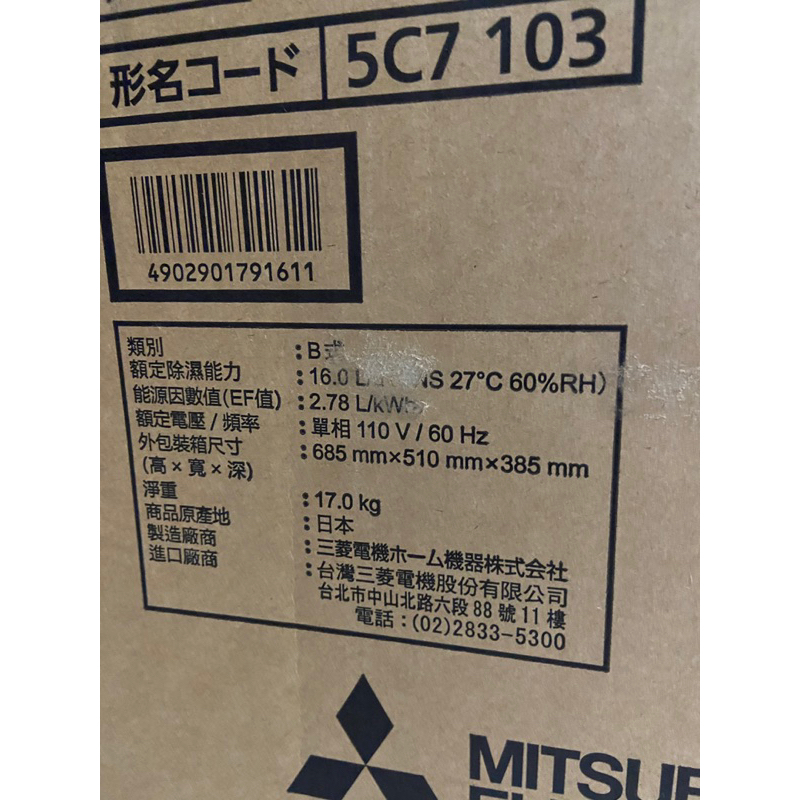 形名コード 5C7 103
4902901791611
類別 : B式
額定除濕能力 : 16.0 27°C 60%RH)
能源因數值(EF值) : 2.78 L/kWh
額定電壓 / 頻率 : 單相 110 V / 60 Hz
外包裝箱尺寸 : 685 mm×510 mm×385 mm
(高 × 寬 × 深)
淨重 : 17.0 kg
商品原產地 : 日本
製造廠商 : 三菱電機ホーム機器株式会社
進口廠商 : 台灣三菱電機股份有限公司
台北市中山北路六段 88 號 11 樓
電話 : (02)2833-5300
MITSUB